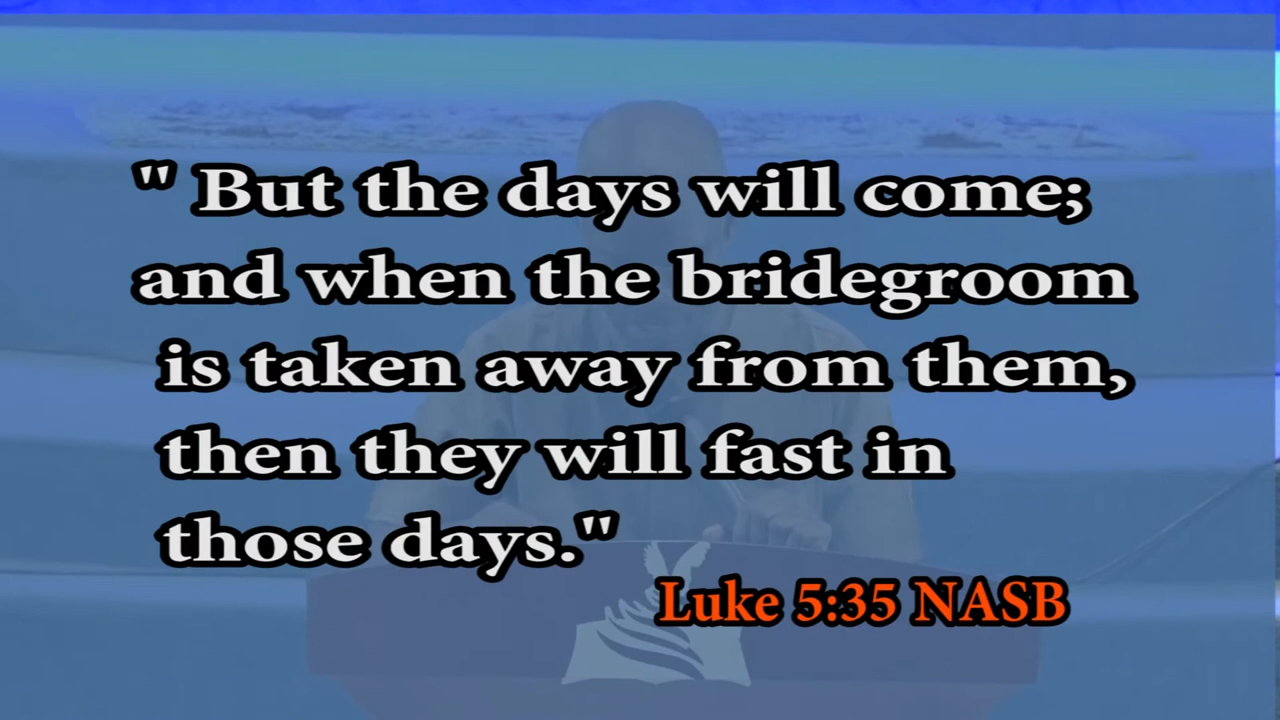 " But the days will come;
and when the bridegroom
is taken away from them,
then they will fast in
those days."
Luke 5:35 NASB